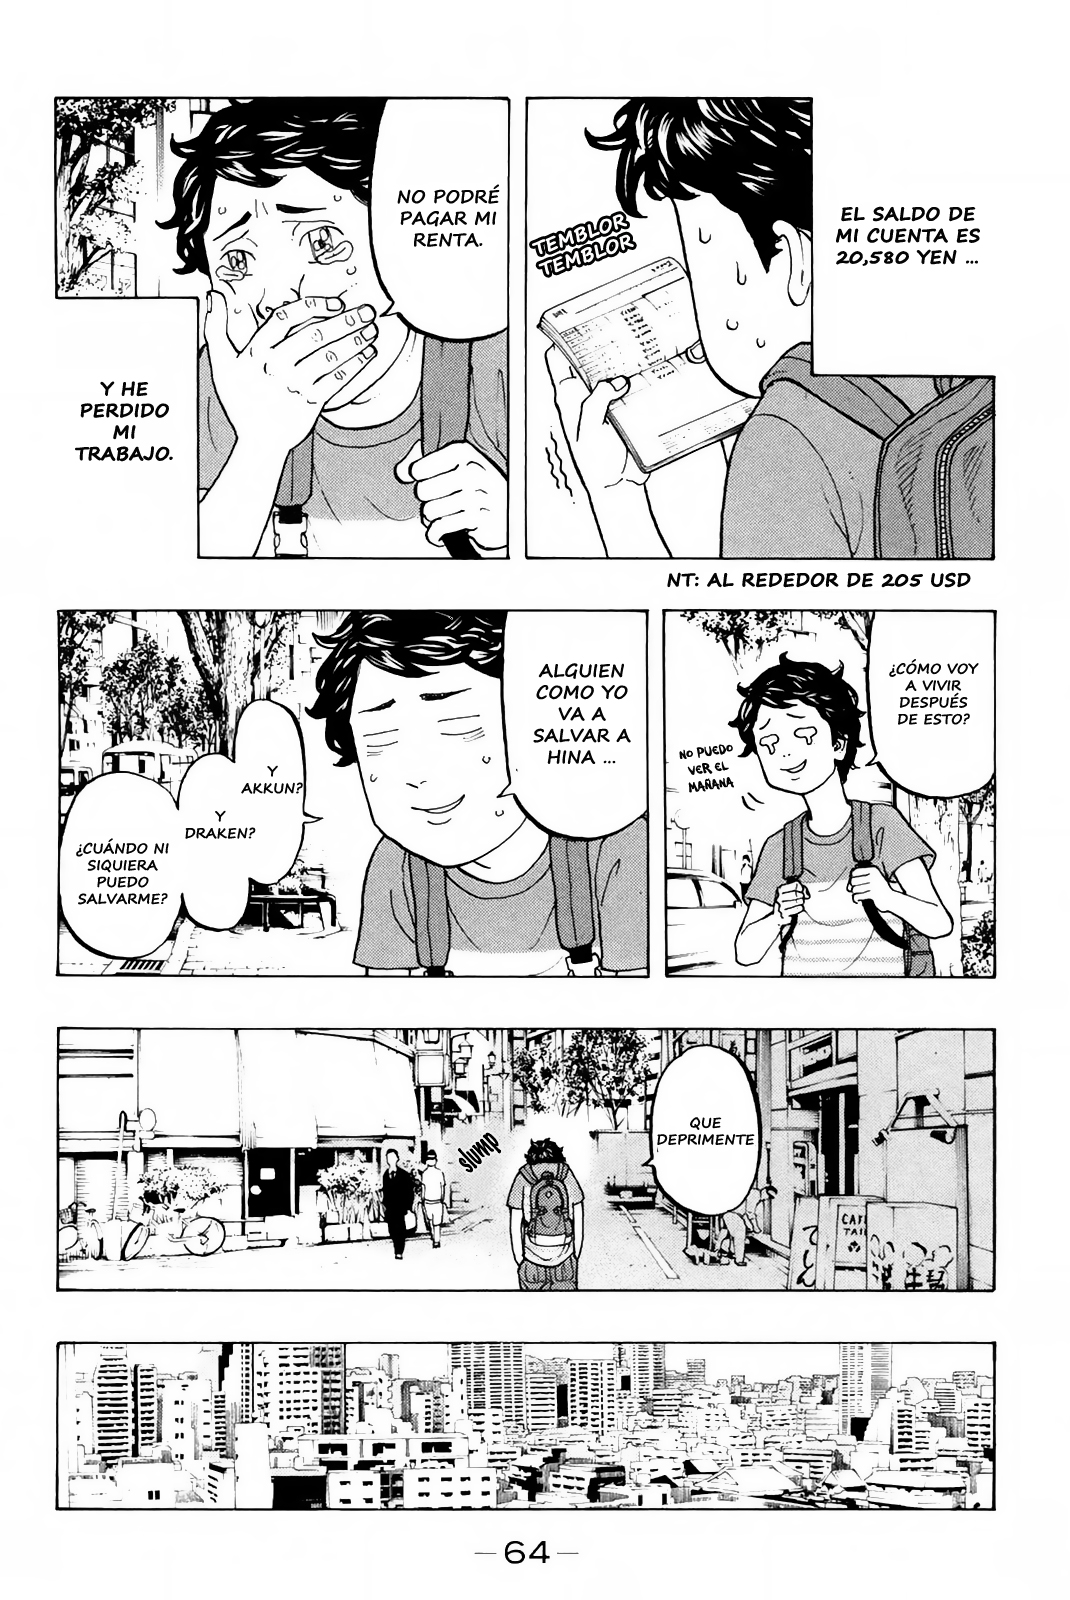 EL SALDO DE
MI CUENTA ES
20,580 YEN ...
TEMBLOR
TEMBLOR
NT: AL REDEDOR DE 205 USD
NO PODRÉ
PAGAR MI
RENTA.
Y HE
PERDIDO
MI
TRABAJO.
¿CÓMO VOY
A VIVIR
DESPUÉS
DE ESTO?
NO PUEDO
VER EL
MAÑANA
ALGUIEN
COMO YO
VA A
SALVAR A
HINA ...
Y
AKKUN?
Y
DRAKEN?
¿CUÁNDO NI
SIQUIERA
PUEDO
SALVARME?
QUE
DEPRIMENTE
slump
CAFE
TAI
64